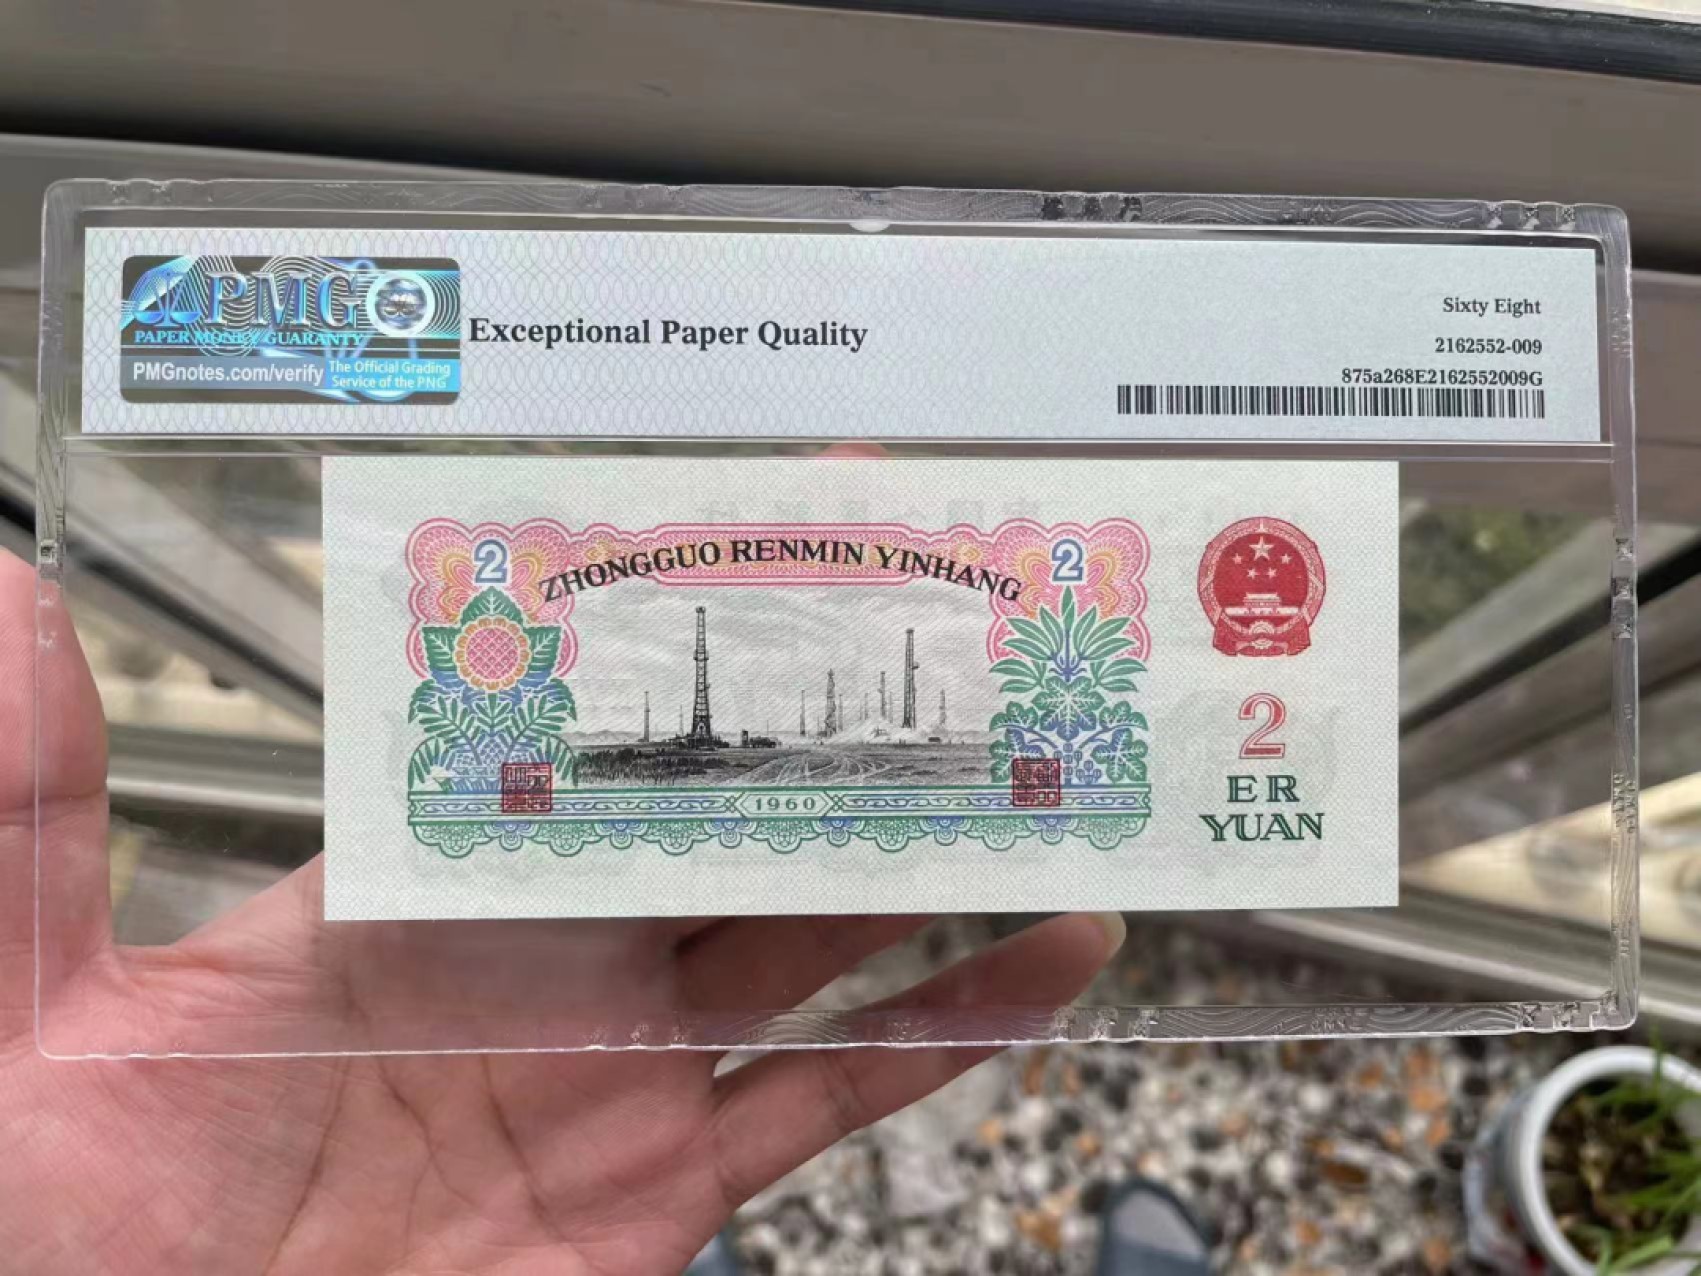 PMG
PAPER MONEY GUARANTY
PMGnotes.com/verify
The Official Grading
Service of the PNG
Exceptional Paper Quality
Sixty Eight
2162552-009
875a268E2162552009G
2
ZHONGGUO RENMIN YINHANG
2
1960
2
ER
YUAN